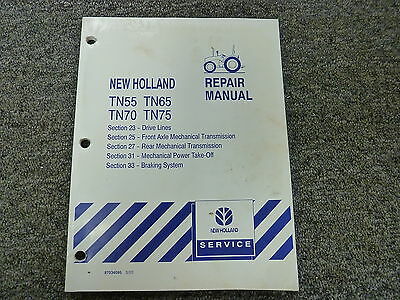 NEW HOLLAND
TN55 TN65
TN70 TN75
REPAIR
MANUAL
Section 23 - Drive Lines
Section 25 - Front Axle Mechanical Transmission
Section 27 - Rear Mechanical Transmission
Section 31 - Mechanical Power Take-Off
Section 33 - Braking System
NEW HOLLAND
SERVICE